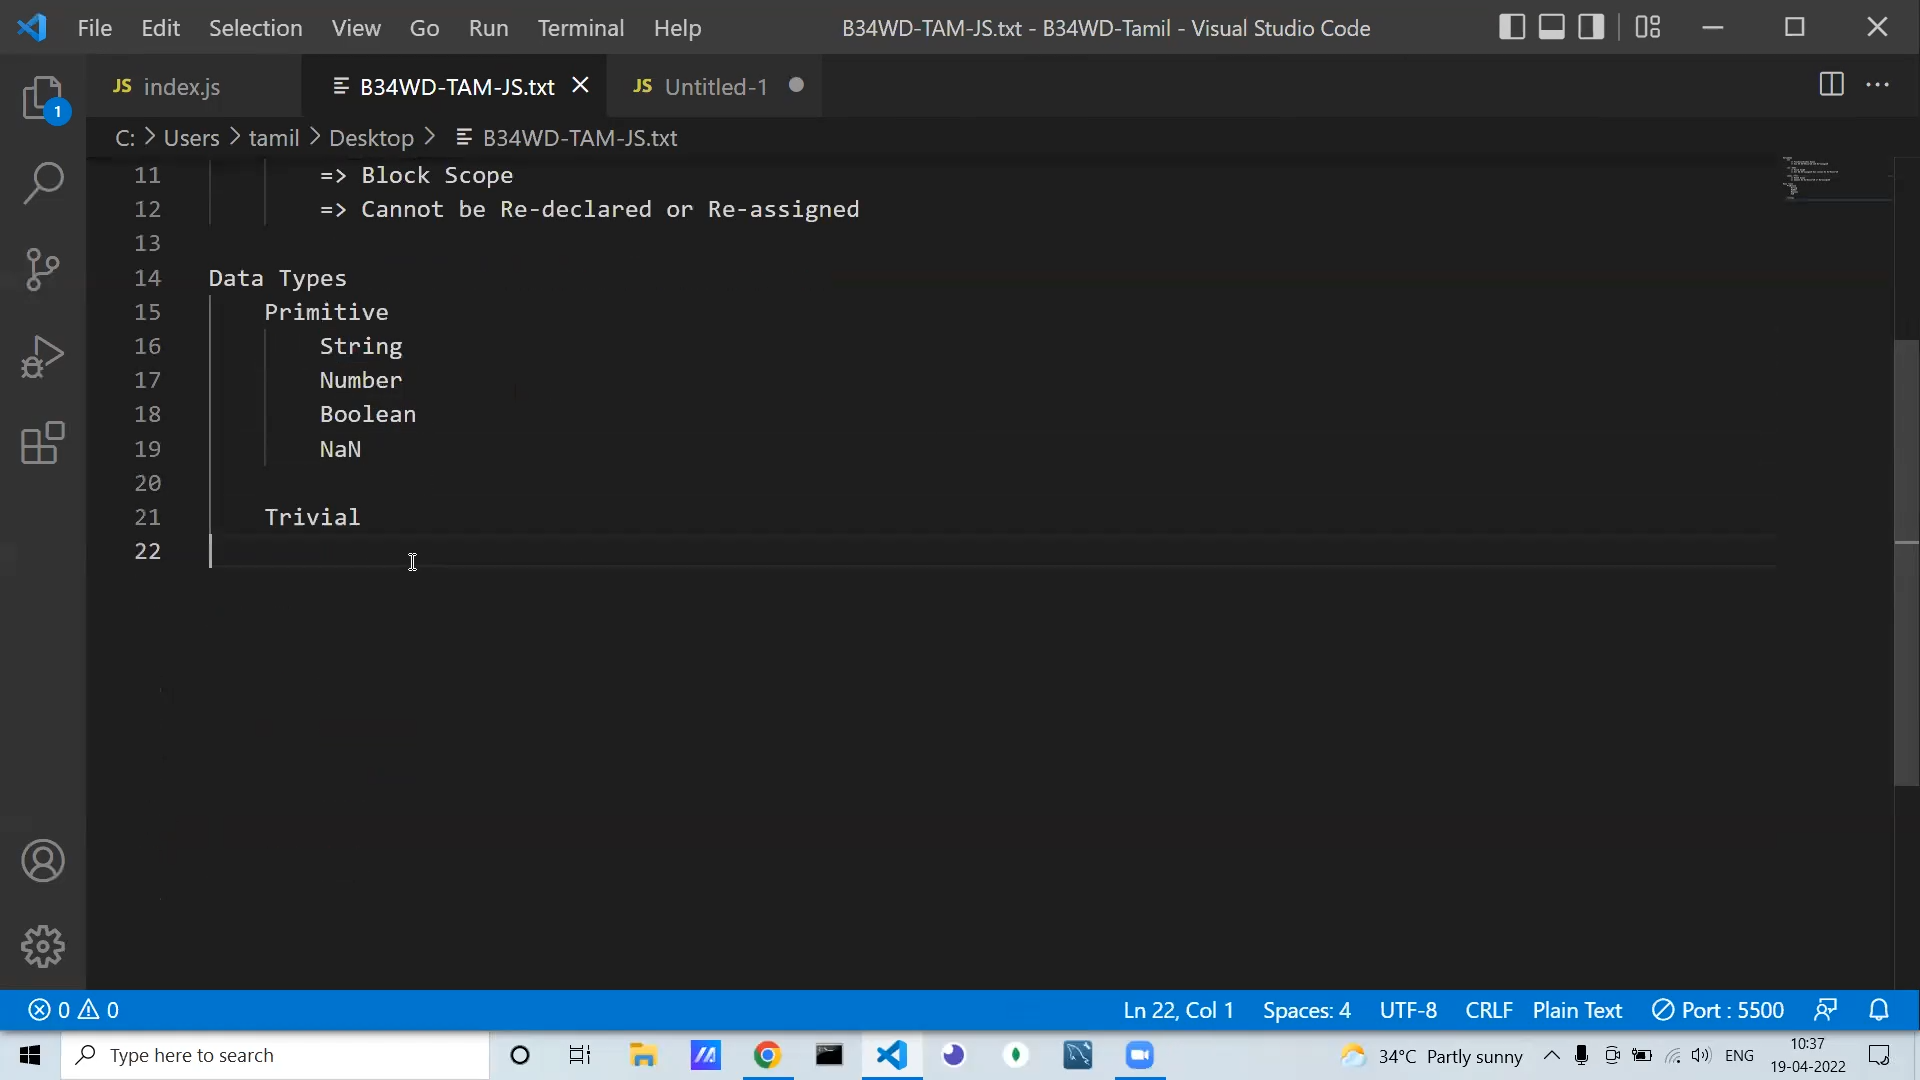 File Edit Selection View Go Run Terminal Help B34WD-TAM-JS.txt - B34WD-Tamil - Visual Studio Code
JS index.js B34WD-TAM-JS.txt JS Untitled-1
1
C: > Users > tamil > Desktop > B34WD-TAM-JS.txt
11 => Block Scope
12 => Cannot be Re-declared or Re-assigned
13
14 Data Types
15 Primitive
16 String
17 Number
18 Boolean
19 NaN
20
21 Trivial
22
0 0 Ln 22, Col 1 Spaces: 4 UTF-8 CRLF Plain Text Port : 5500
Type here to search 34°C Partly sunny ENG 10:37
19-04-2022